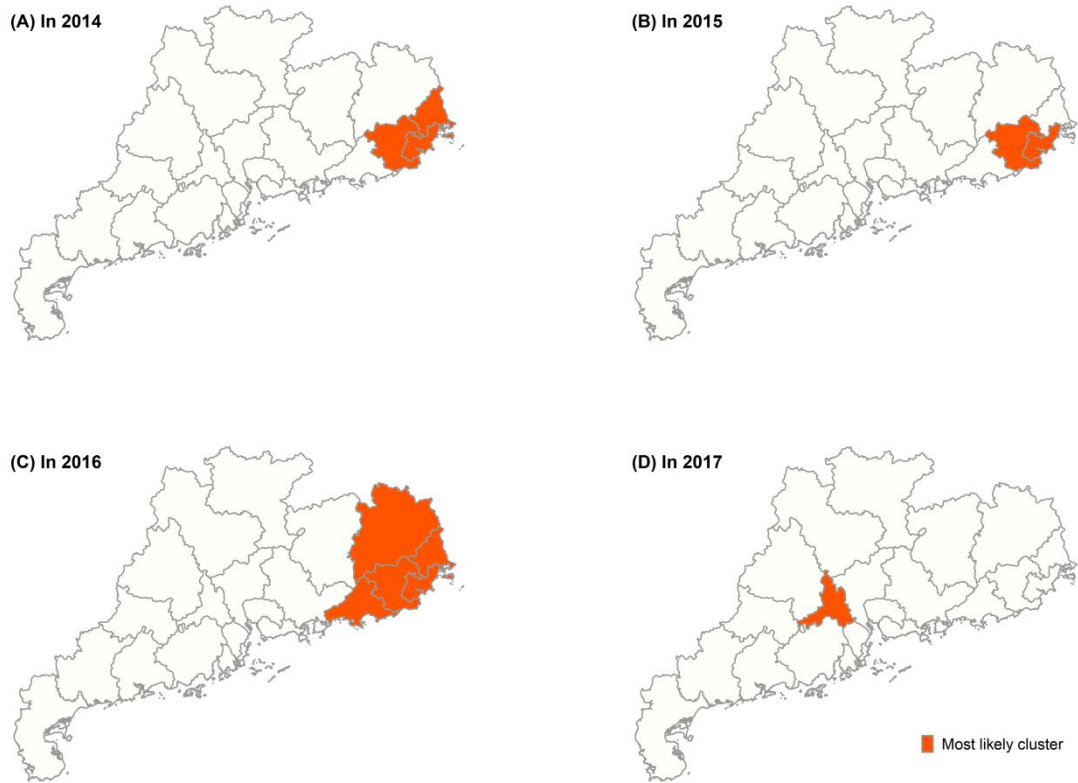 (A) In 2014
(B) In 2015
(C) In 2016
(D) In 2017
Most likely cluster